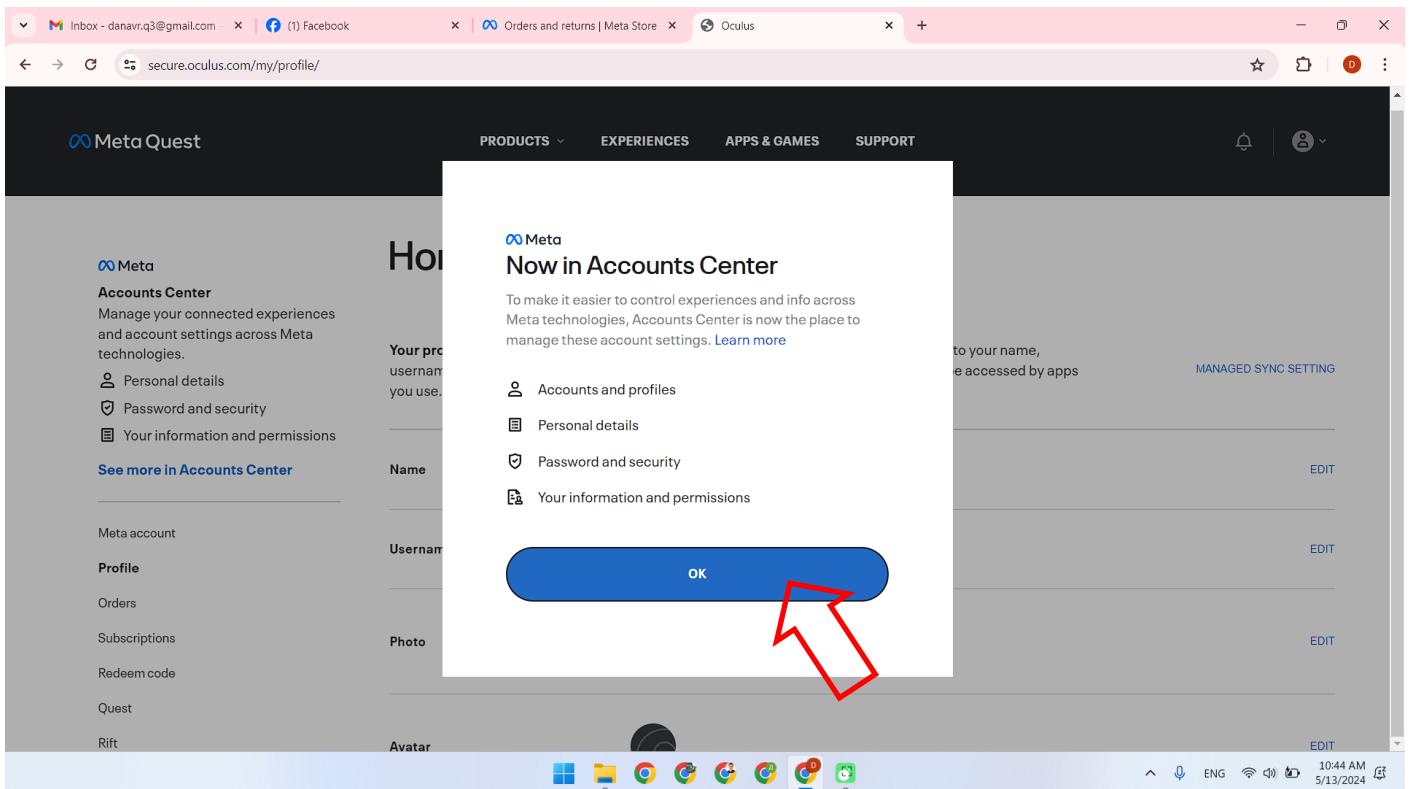 Inbox - danavr.q3@gmail.com -
(1) Facebook
Orders and returns | Meta Store
Oculus
secure.oculus.com/my/profile/
D
Meta Quest
PRODUCTS
EXPERIENCES
APPS & GAMES
SUPPORT
Meta
Accounts Center
Manage your connected experiences
and account settings across Meta
technologies.
Personal details
Password and security
Your information and permissions
See more in Accounts Center
Meta account
Profile
Orders
Subscriptions
Redeem code
Quest
Rift
Meta
Now in Accounts Center
To make it easier to control experiences and info across
Meta technologies, Accounts Center is now the place to
manage these account settings. Learn more
Accounts and profiles
Personal details
Password and security
Your information and permissions
OK
Your pro
to your name,
usernam
e accessed by apps
you use.
MANAGED SYNC SETTING
Name
EDIT
Usernam
EDIT
Photo
EDIT
Avatar
EDIT
D
ENG
10:44 AM
5/13/2024